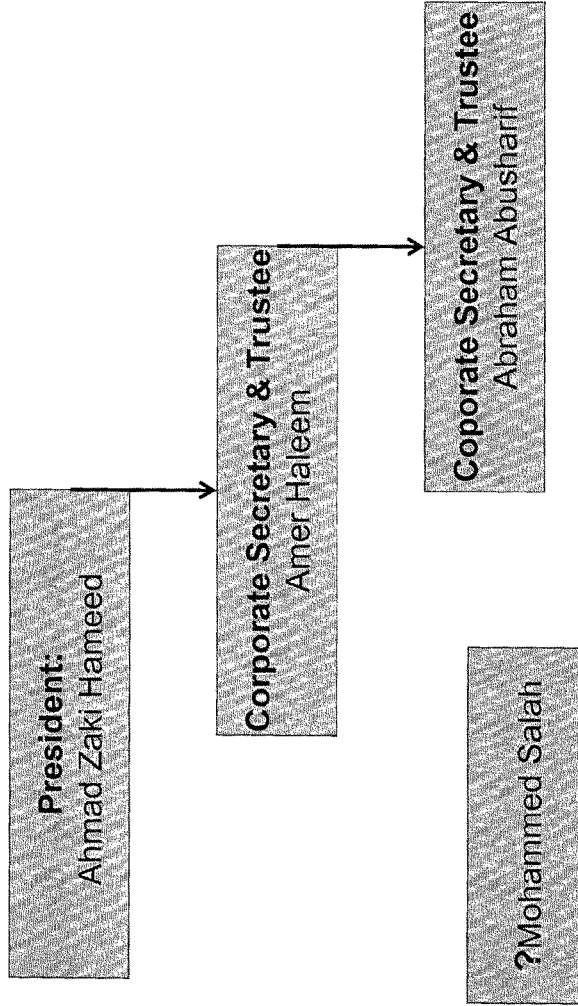 President:
Ahmad Zaki Hameed
Corporate Secretary & Trustee
Amer Haleem
Coporate Secretary & Trustee
Abraham Abusharif
?Mohammed Salah